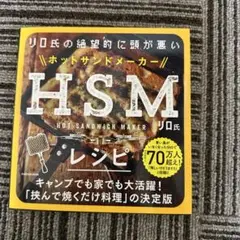 リロ氏の絶望的に頭が悪い
ホットサンドメーカー
HSM
HOT SANDWICH MAKER
リロ氏
レシピ
70万人
超え!
キャンプでも家でも大活躍!
「挟んで焼くだけ料理」の決定版